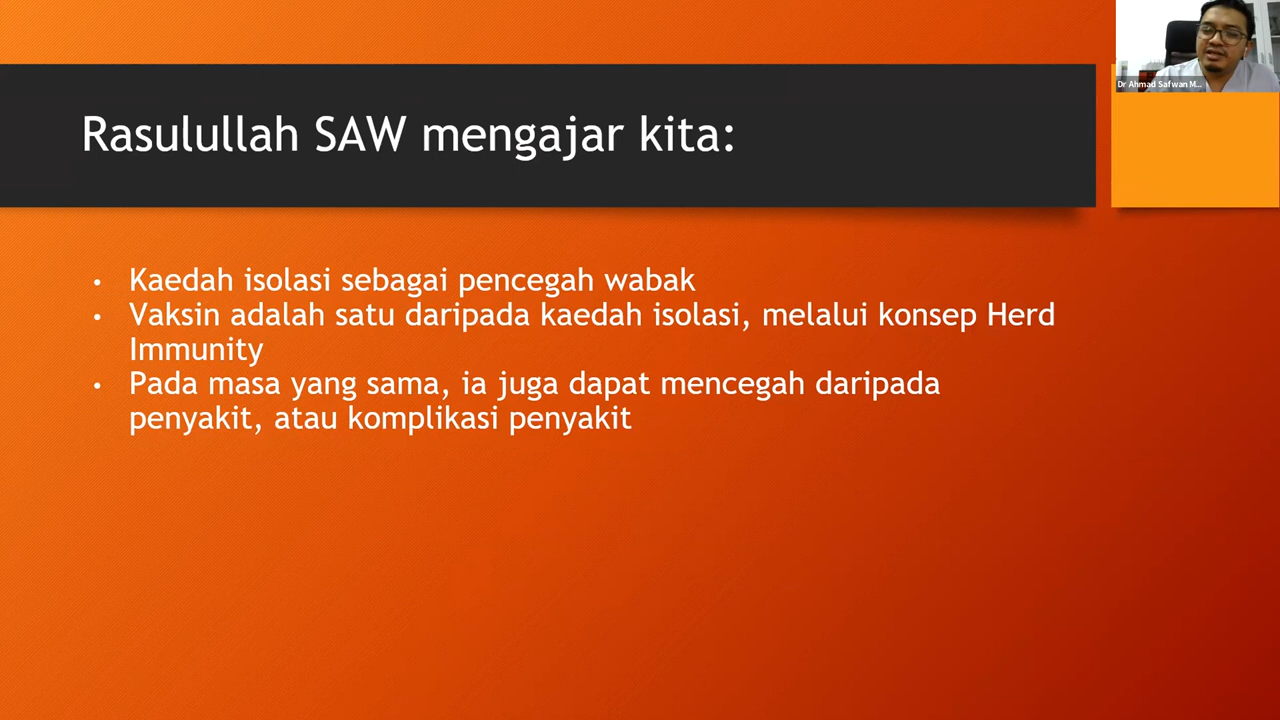 Dr Ahmad Safwan M...
Rasulullah SAW mengajar kita:
• Kaedah isolasi sebagai pencegah wabak
• Vaksin adalah satu daripada kaedah isolasi, melalui konsep Herd
Immunity
• Pada masa yang sama, ia juga dapat mencegah daripada
penyakit, atau komplikasi penyakit